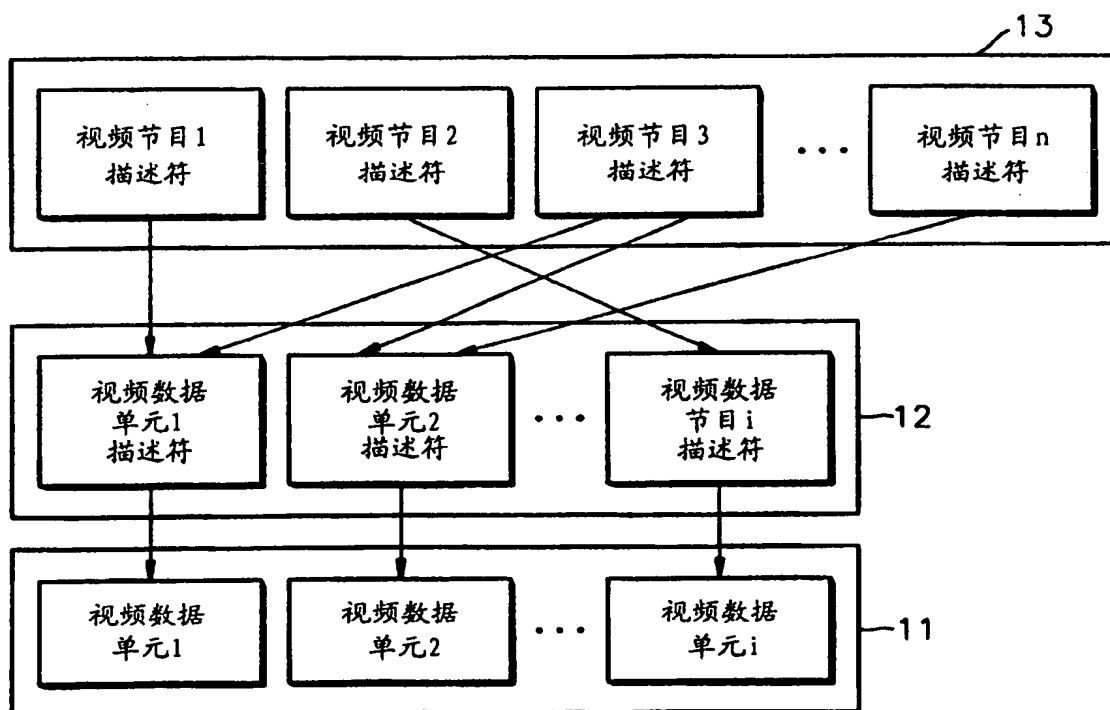 13
视频节目1
描述符
视频节目2
描述符
视频节目3
描述符
...
视频节目n
描述符
视频数据
单元1
描述符
视频数据
单元2
描述符
...
视频数据
节目i
描述符
12
视频数据
单元1
视频数据
单元2
...
视频数据
单元i
11